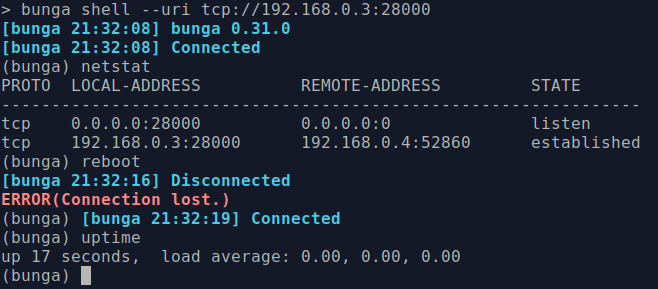 > bunga shell --uri tcp://192.168.0.3:28000
[bunga 21:32:08] bunga 0.31.0
[bunga 21:32:08] Connected
(bunga) netstat
PROTO  LOCAL-ADDRESS          REMOTE-ADDRESS         STATE
----------------------------------------------------------------
tcp    0.0.0.0:28000          0.0.0.0:0              listen
tcp    192.168.0.3:28000      192.168.0.4:52860      established
(bunga) reboot
[bunga 21:32:16] Disconnected
ERROR(Connection lost.)
(bunga) [bunga 21:32:19] Connected
(bunga) uptime
up 17 seconds,  load average: 0.00, 0.00, 0.00
(bunga)